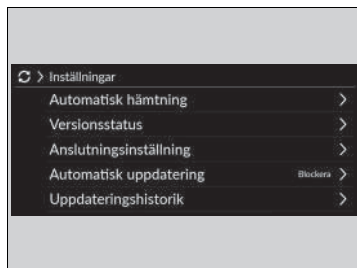 Inställningar
Automatisk hämtning
Versionsstatus
Anslutningsinställning
Automatisk uppdatering Blockera
Uppdateringshistorik